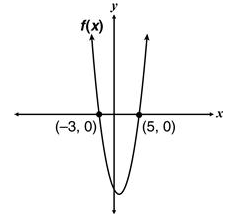 y
f(x)
x
(–3, 0) (5, 0)